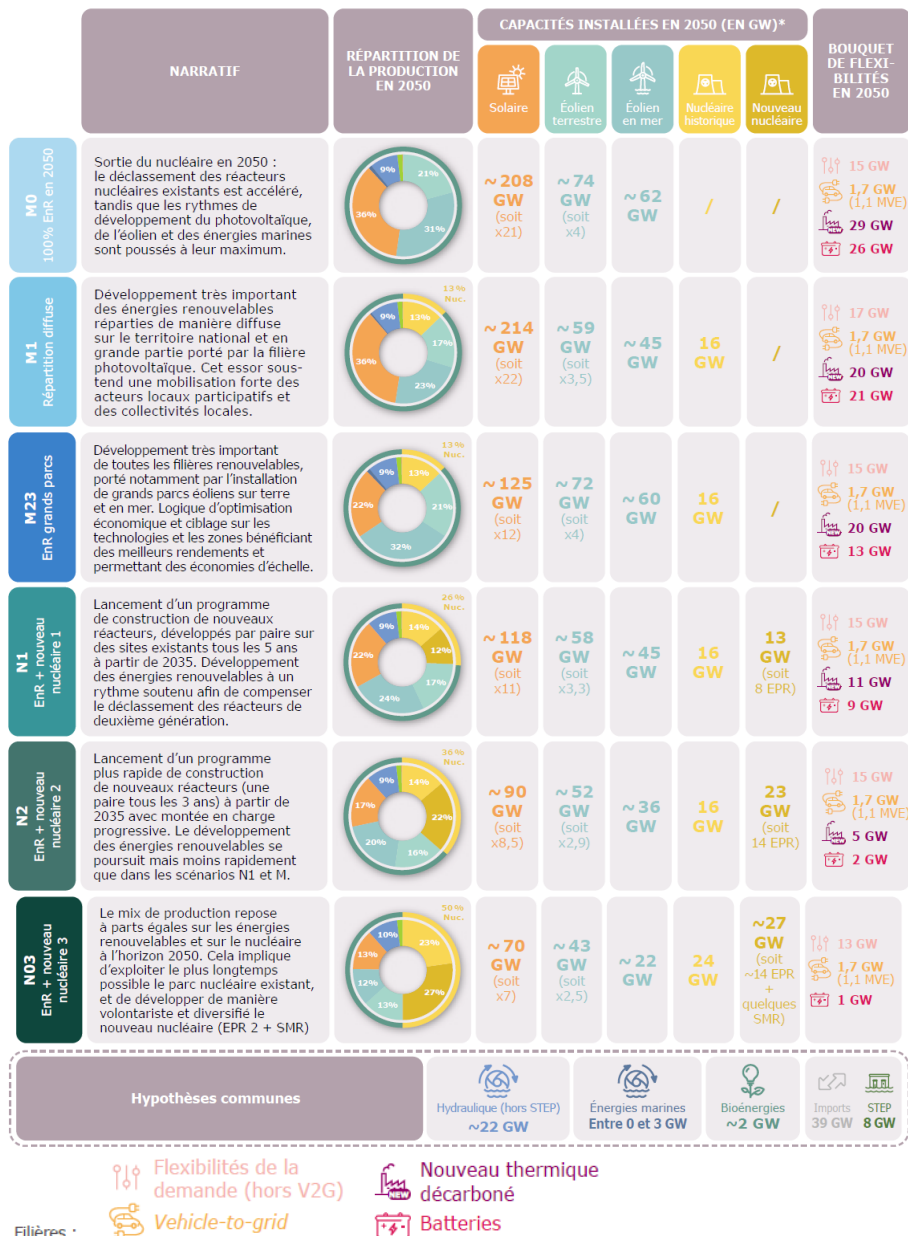 NARRATIF
RÉPARTITION DE
LA PRODUCTION
EN 2050
CAPACITÉS INSTALLÉES EN 2050 (EN GW)*
Solaire
Éolien
terrestre
Éolien
en mer
Nucléaire
historique
Nouveau
nucléaire
BOUQUET
DE FLEXI-
BILITÉS
EN 2050
M0
100% EnR en 2050
Sortie du nucléaire en 2050 :
le déclassement des réacteurs
nucléaires existants est accéléré,
tandis que les rythmes de
développement du photovoltaïque,
de l’éolien et des énergies marines
sont poussés à leur maximum.
9%
21%
36%
31%
~208
GW
(soit
x21)
~74
GW
(soit
x4)
~62
GW
/
/
15 GW
1,7 GW
(1,1 MVE)
NEW
29 GW
26 GW
M1
Répartition diffuse
Développement très important
des énergies renouvelables
réparties de manière diffuse
sur le territoire national et en
grande partie porté par la filière
photovoltaïque. Cet essor sous-
tend une mobilisation forte des
acteurs locaux participatifs et
des collectivités locales.
13%
Nuc.
9%
13%
17%
36%
23%
~214
GW
(soit
x22)
~59
GW
(soit
x3,5)
~45
GW
16
GW
/
17 GW
1,7 GW
(1,1 MVE)
NEW
20 GW
21 GW
M23
EnR grands parcs
Développement très important
de toutes les filières renouvelables,
porté notamment par l’installation
de grands parcs éoliens sur terre
et en mer. Logique d’optimisation
économique et ciblage sur les
technologies et les zones bénéficiant
des meilleurs rendements et
permettant des économies d’échelle.
13%
Nuc.
9%
13%
22%
21%
32%
~125
GW
(soit
x12)
~72
GW
(soit
x4)
~60
GW
16
GW
/
15 GW
1,7 GW
(1,1 MVE)
NEW
20 GW
13 GW
N1
EnR + nouveau
nucléaire 1
Lancement d’un programme
de construction de nouveaux
réacteurs, développés par paire sur
des sites existants tous les 5 ans
à partir de 2035. Développement
des énergies renouvelables à un
rythme soutenu afin de compenser
le déclassement des réacteurs de
deuxième génération.
26%
Nuc.
9%
14%
22%
12%
24%
17%
~118
GW
(soit
x11)
~58
GW
(soit
x3,3)
~45
GW
16
GW
13
GW
(soit
8 EPR)
15 GW
1,7 GW
(1,1 MVE)
NEW
11 GW
9 GW
N2
EnR + nouveau
nucléaire 2
Lancement d’un programme
plus rapide de construction
de nouveaux réacteurs (une
paire tous les 3 ans) à partir de
2035 avec montée en charge
progressive. Le développement
des énergies renouvelables se
poursuit mais moins rapidement
que dans les scénarios N1 et M.
36%
Nuc.
9%
14%
17%
22%
20%
16%
~90
GW
(soit
x8,5)
~52
GW
(soit
x2,9)
~36
GW
16
GW
23
GW
(soit
14 EPR)
15 GW
1,7 GW
(1,1 MVE)
NEW
5 GW
2 GW
N03
EnR + nouveau
nucléaire 3
Le mix de production repose
à parts égales sur les énergies
renouvelables et sur le nucléaire
à l’horizon 2050. Cela implique
d’exploiter le plus longtemps
possible le parc nucléaire existant,
et de développer de manière
volontariste et diversifié le
nouveau nucléaire (EPR 2 + SMR)
50%
Nuc.
10%
23%
13%
12%
13%
27%
~70
GW
(soit
x7)
~43
GW
(soit
x2,5)
~22
GW
24
GW
~27
GW
(soit
~14 EPR
+
quelques
SMR)
13 GW
1,7 GW
(1,1 MVE)
1 GW
Hypothèses communes
Hydraulique (hors STEP)
~22 GW
Énergies marines
Entre 0 et 3 GW
Bioénergies
~2 GW
Imports
39 GW
STEP
8 GW
Flexibilités de la
demande (hors V2G)
NEW
Nouveau thermique
décarboné
Filières :
Vehicle-to-grid
Batteries